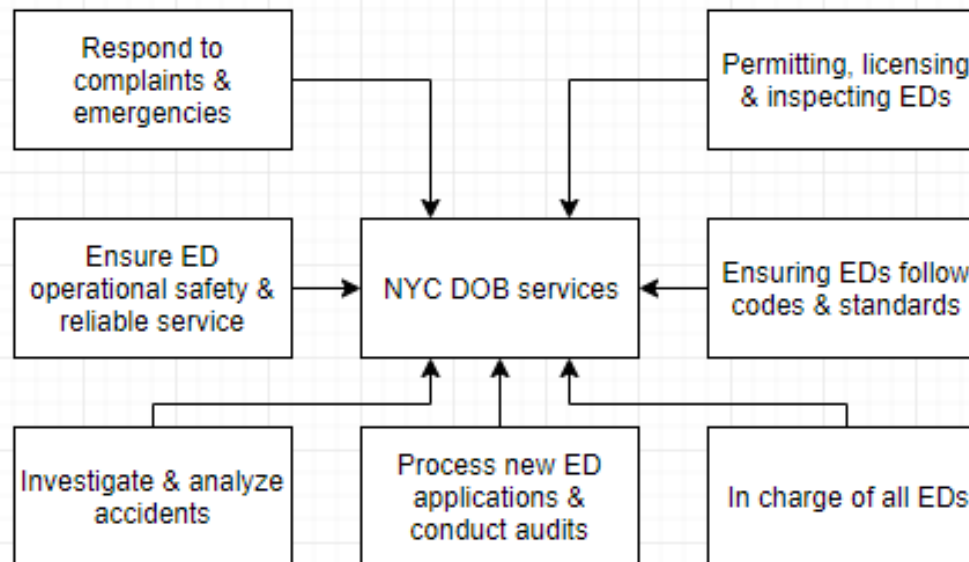 Respond to
complaints &
emergencies
Permitting, licensing
& inspecting EDs
Ensure ED
operational safety &
reliable service
NYC DOB services
Ensuring EDs follow
codes & standards
Investigate & analyze
accidents
Process new ED
applications &
conduct audits
In charge of all EDs